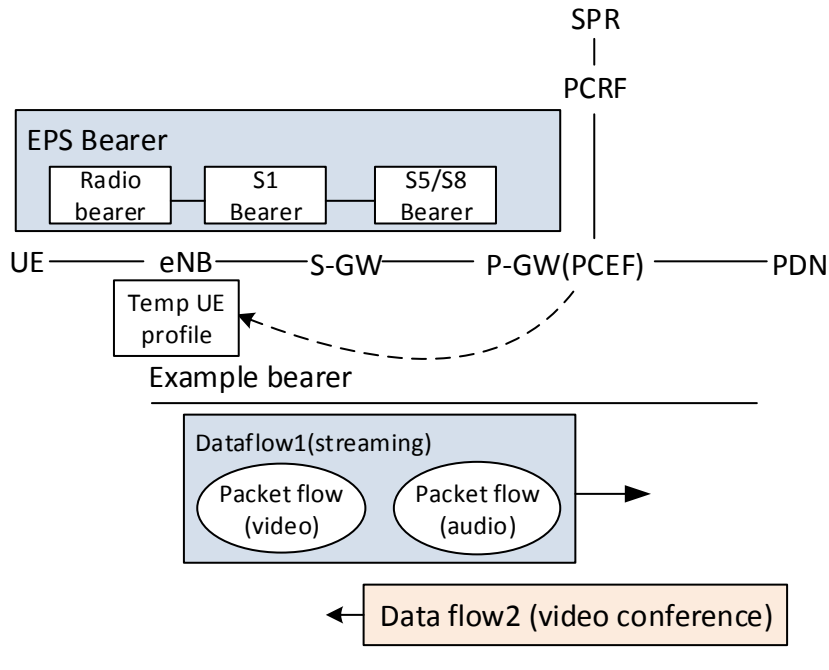 SPR
PCRF
EPS Bearer
Radio
bearer
S1
Bearer
S5/S8
Bearer
UE
eNB
S-GW
P-GW(PCEF)
PDN
Temp UE
profile
Example bearer
Dataflow1(streaming)
Packet flow
(video)
Packet flow
(audio)
Data flow2 (video conference)